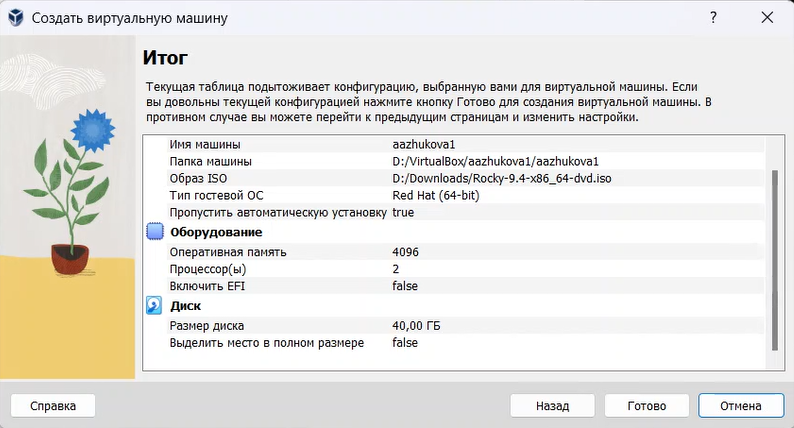 Создать виртуальную машину
?
Итог
Текущая таблица подытоживает конфигурацию, выбранную вами для виртуальной машины. Если
вы довольны текущей конфигурацией нажмите кнопку Готово для создания виртуальной машины. В
противном случае вы можете перейти к предыдущим страницам и изменить настройки.
Имя машины aazhukova1
Папка машины D:/VirtualBox/aazhukova1/aazhukova1
Образ ISO D:/Downloads/Rocky-9.4-x86_64-dvd.iso
Тип гостевой ОС Red Hat (64-bit)
Пропустить автоматическую установку true
Оборудование
Оперативная память 4096
Процессор(ы) 2
Включить EFI false
Диск
Размер диска 40,00 ГБ
Выделить место в полном размере false
Справка Назад Готово Отмена